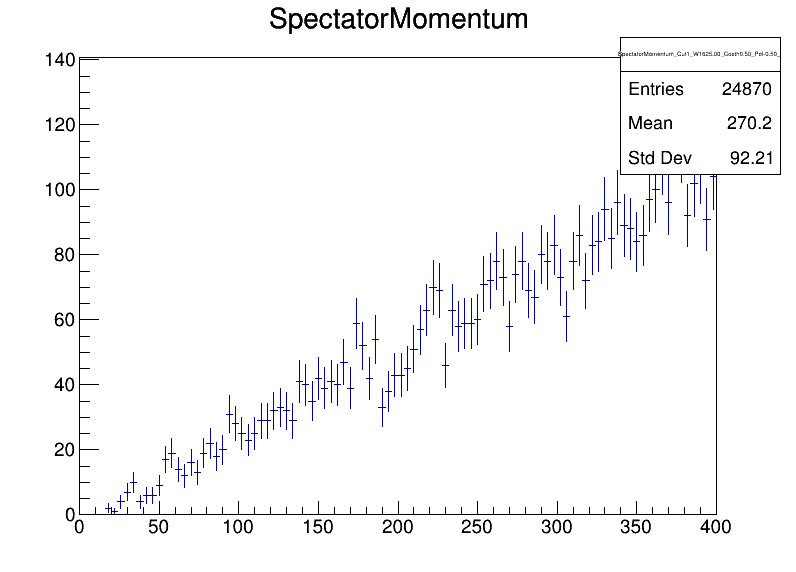 SpectatorMomentum
SpectatorMomentum_Cut1_W1625.00_Costh0.50_Pol-0.50_
Entries 24870
Mean 270.2
Std Dev 92.21
140
120
100
80
60
40
20
0
0 50 100 150 200 250 300 350 400